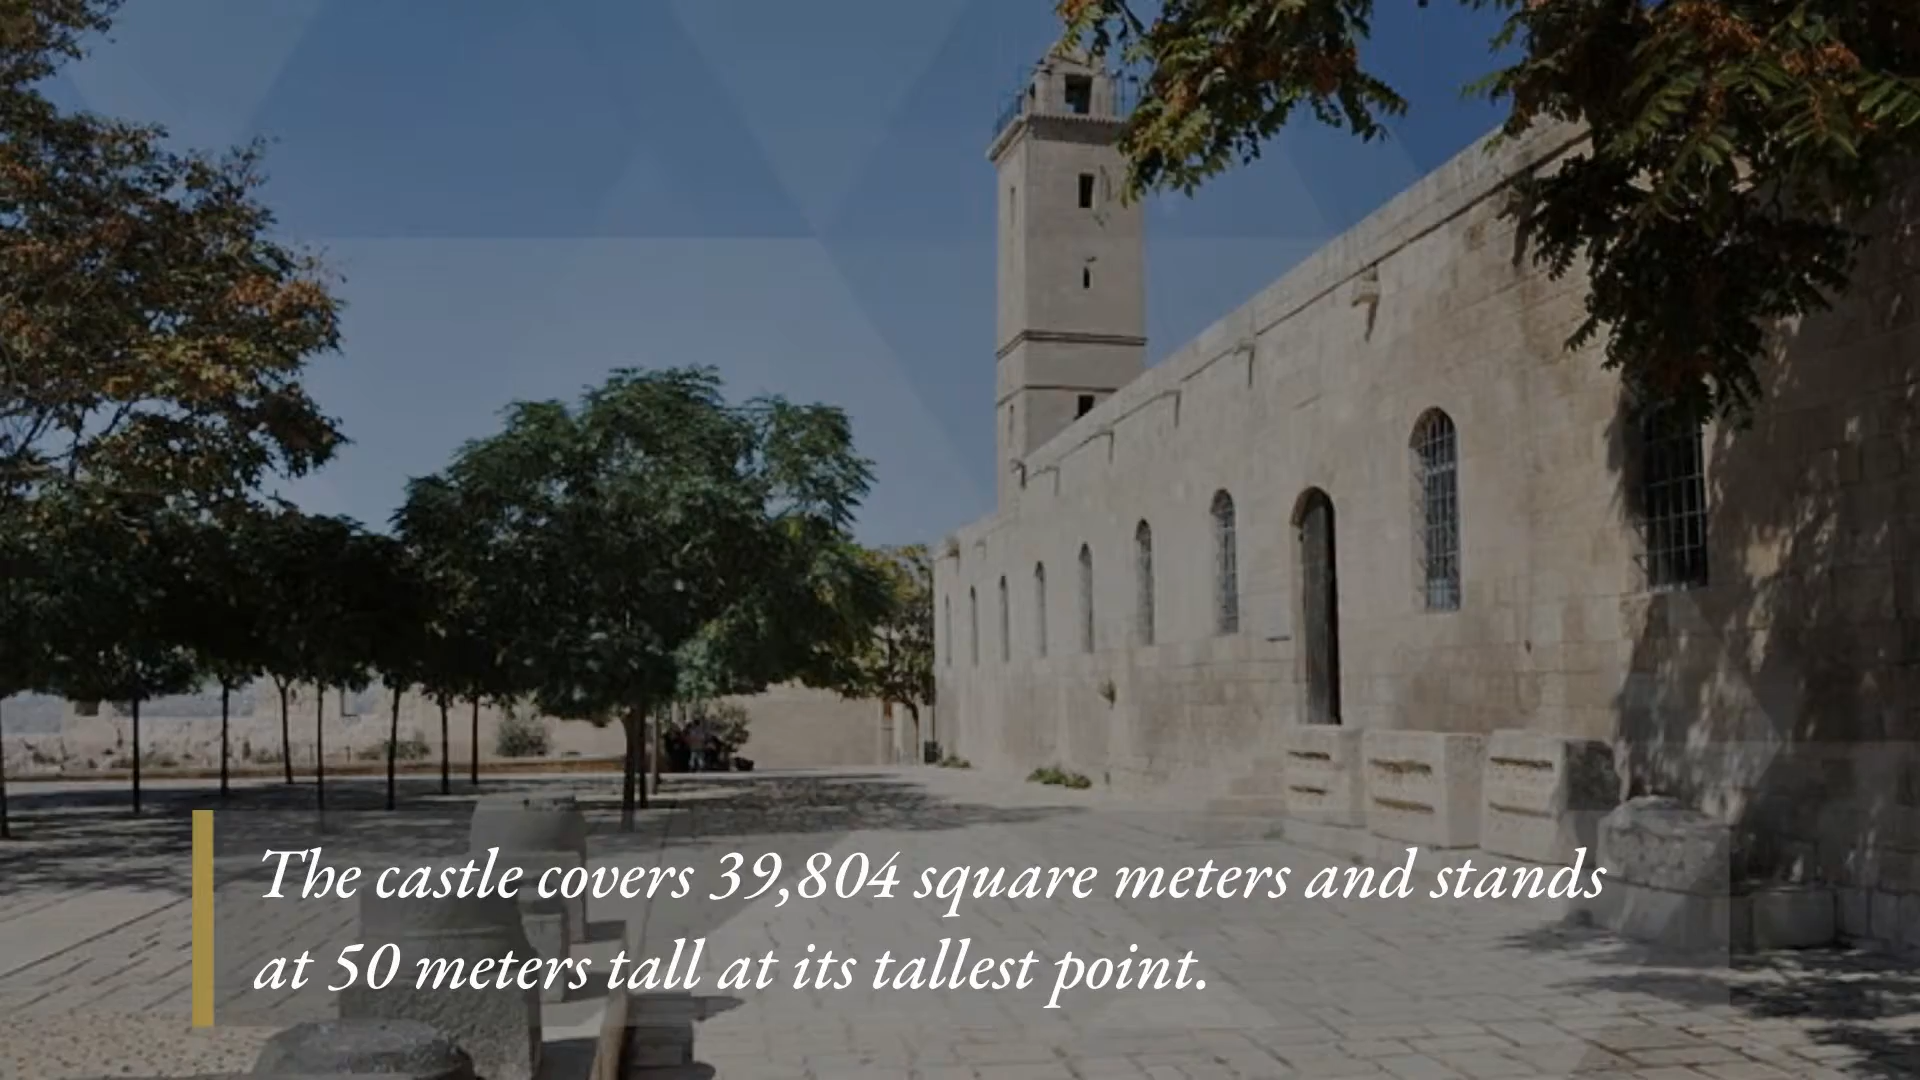 The castle covers 39,804 square meters and stands
at 50 meters tall at its tallest point.